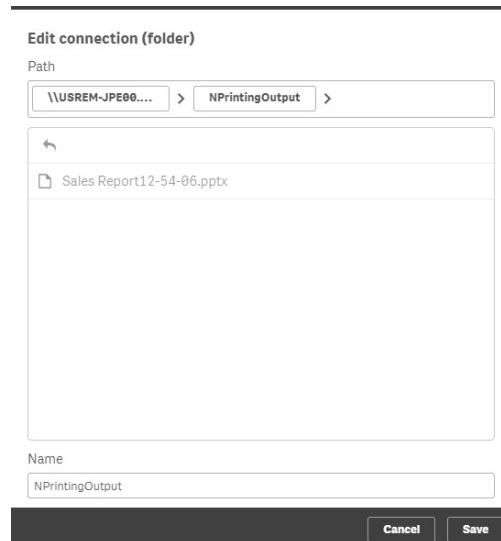 Edit connection (folder)
Path
\\USREM-JPE00.... > NPrintingOutput >
Sales Report12-54-06.pptx
Name
NPrintingOutput
Cancel Save